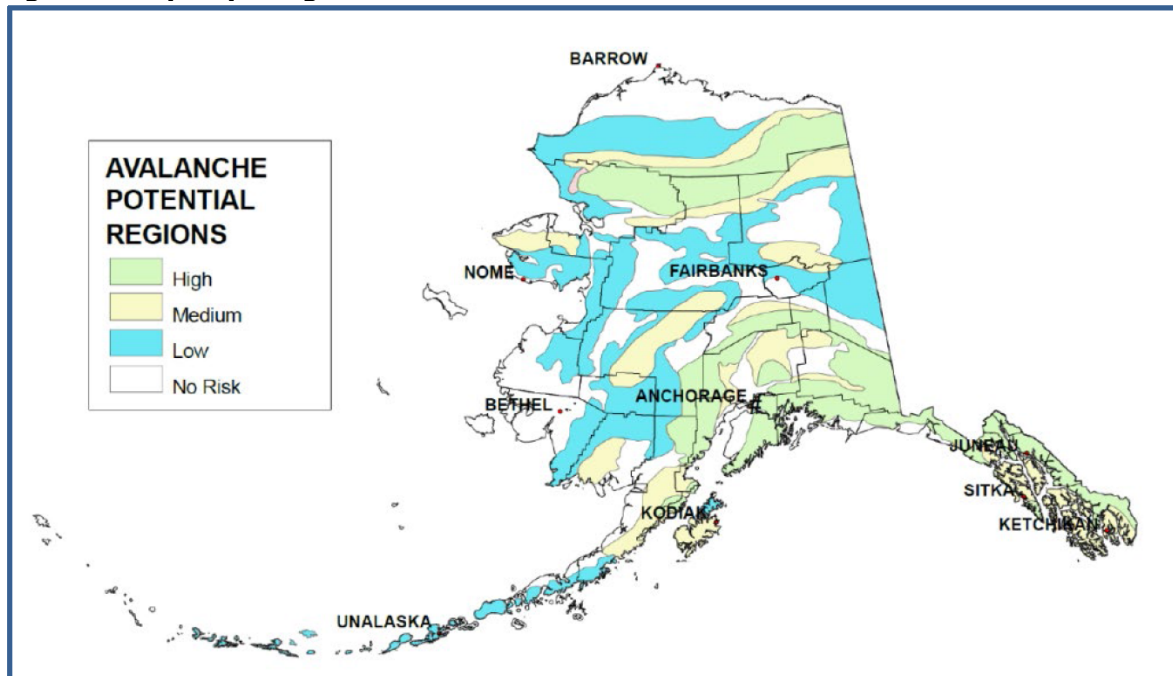 BARROW
AVALANCHE
POTENTIAL
REGIONS
High
Medium
Low
No Risk
NOME
FAIRBANKS
BETHEL
ANCHORAGE
JUNEAU
SITKA
KODIAK
KETCHIKAN
UNALASKA